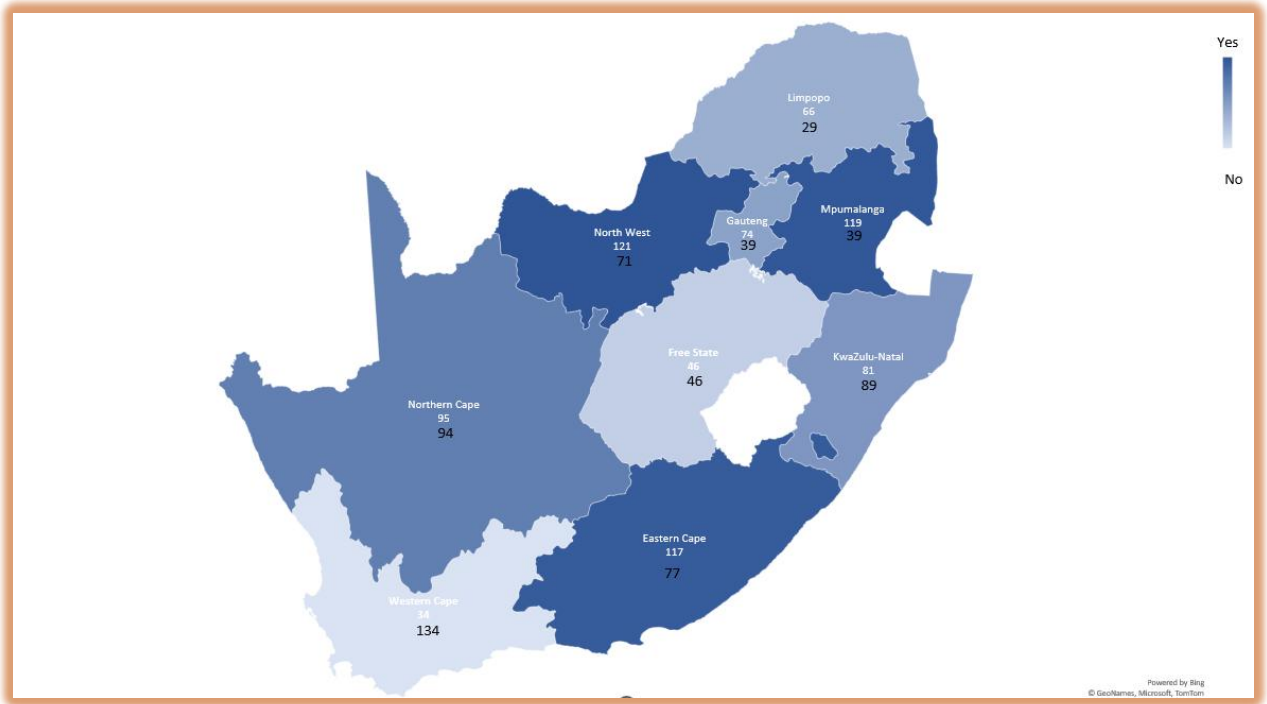 Yes
No
Limpopo
66
29
Mpumalanga
119
39
Gauteng
74
39
North West
121
71
Free State
46
46
KwaZulu-Natal
81
89
Northern Cape
95
94
Eastern Cape
117
77
Western Cape
34
134
Powered by Bing
© GeoNames, Microsoft, TomTom